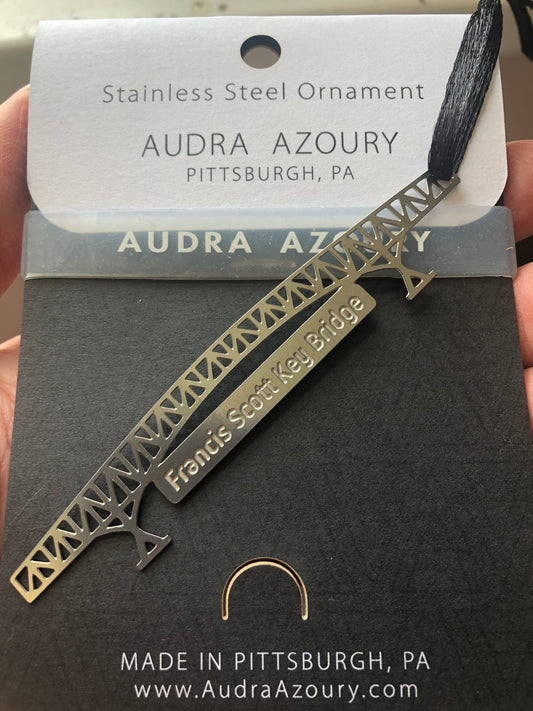 Stainless Steel Ornament
AUDRA AZOURY
PITTSBURGH, PA
AUDRA AZOURY
Francis Scott Key Bridge
MADE IN PITTSBURGH, PA
www.AudraAzoury.com